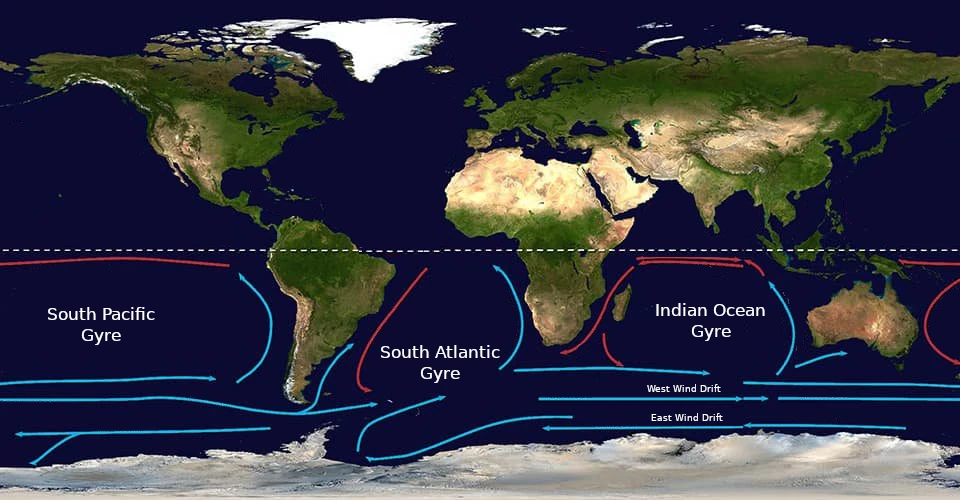 South Pacific
Gyre
South Atlantic
Gyre
Indian Ocean
Gyre
West Wind Drift
East Wind Drift